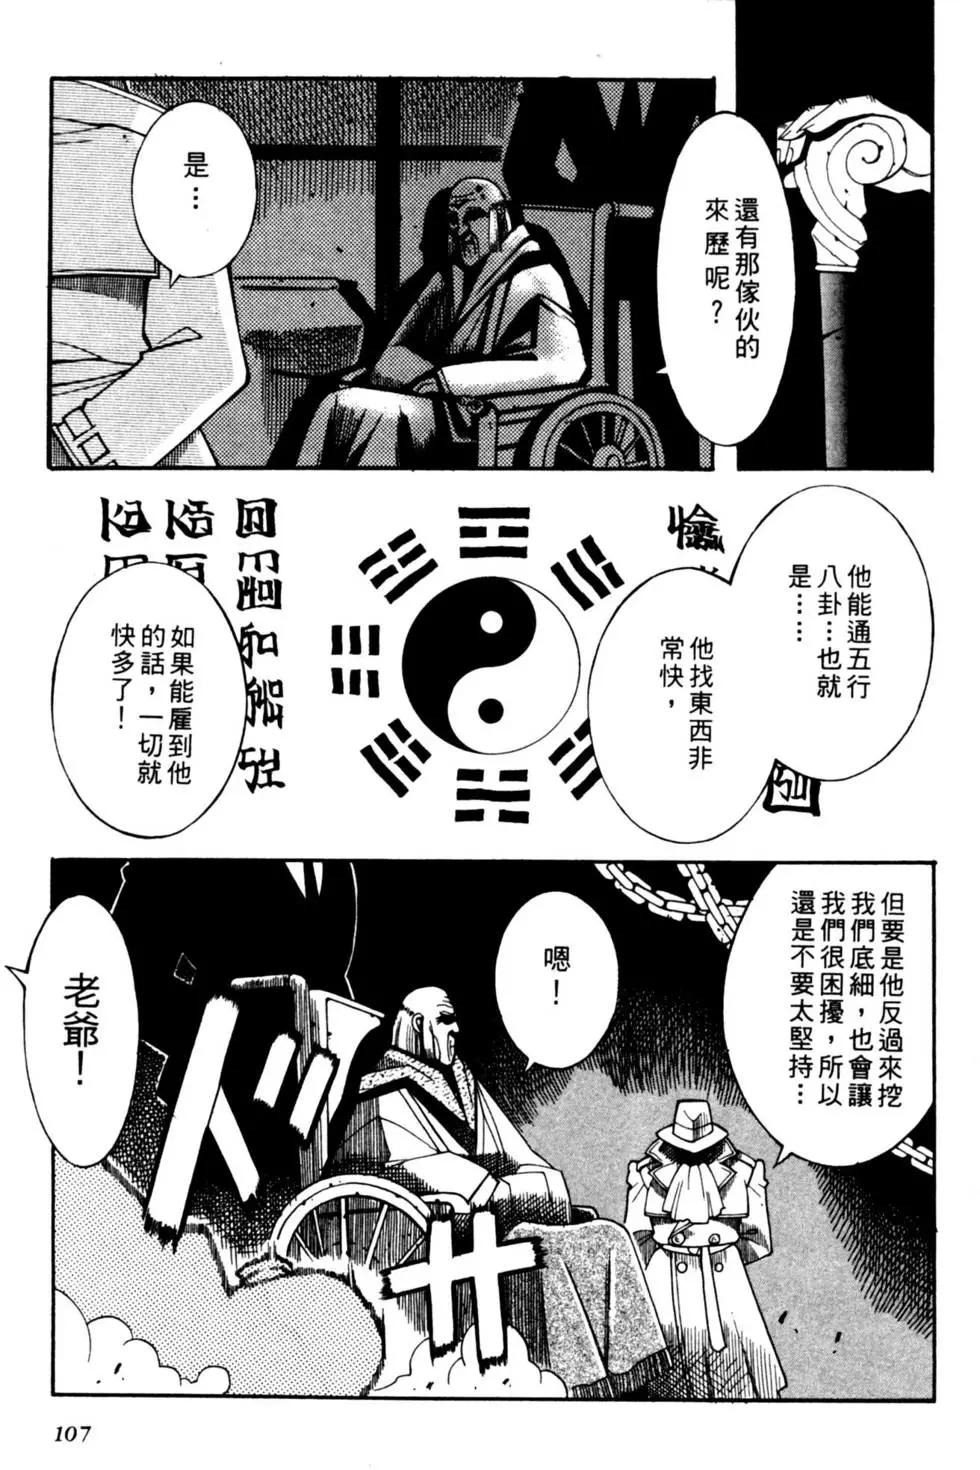 還有那傢伙的
來歷呢？
是…
他能通五行
八卦…也就
是……
他找東西非
常快，
如果能雇到他
的話，一切就
快多了！
但要是他反過來挖
我們底細，也會讓
我們很困擾，所以
還是不要太堅持…
嗯！
老爺！
ドサ
107